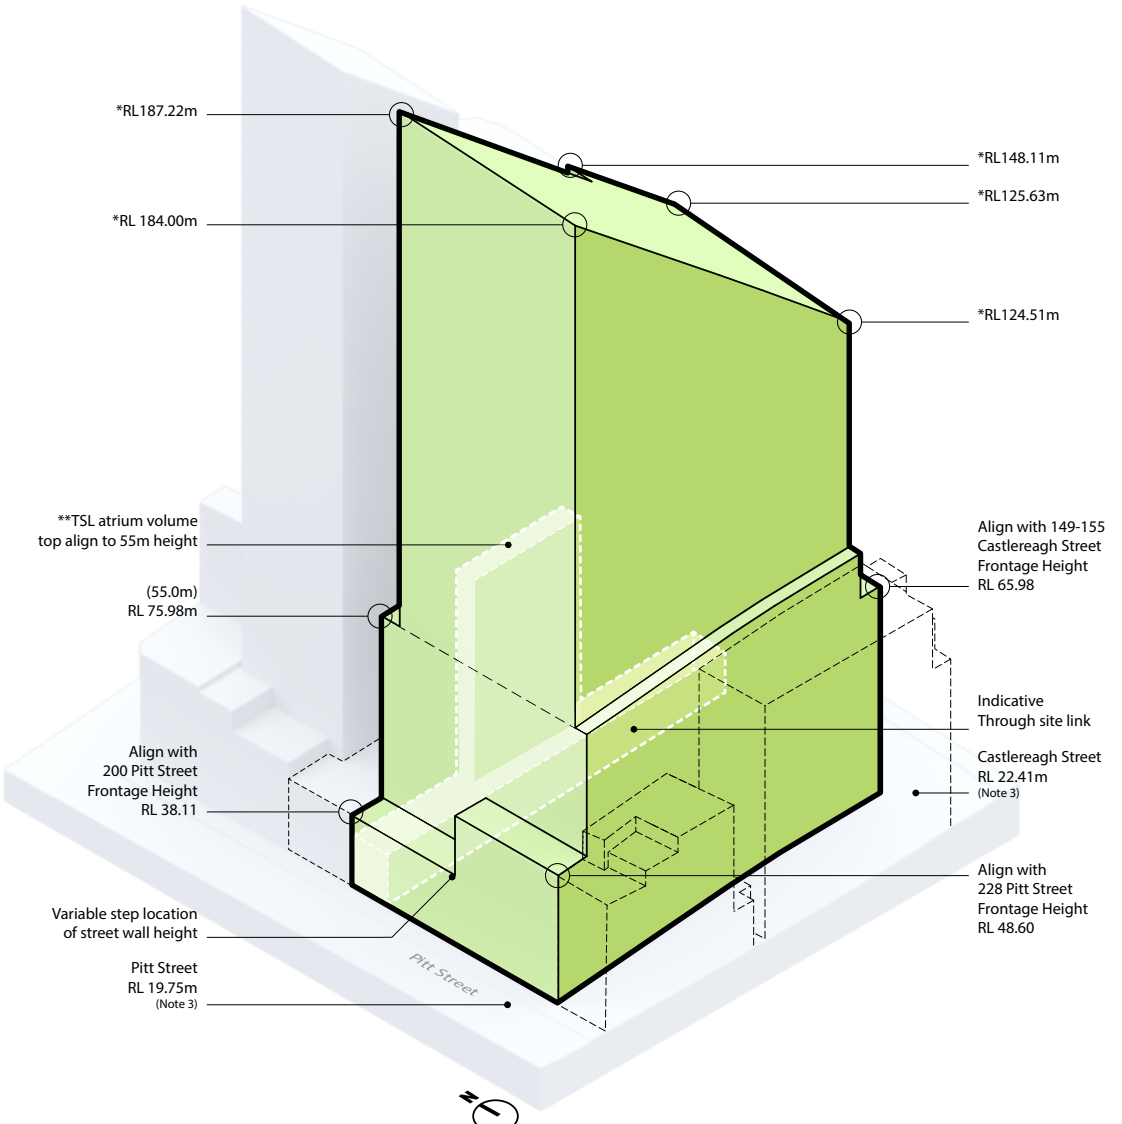 *RL187.22m
*RL148.11m
*RL125.63m
*RL 184.00m
*RL124.51m
**TSL atrium volume
top align to 55m height
Align with 149-155
Castlereagh Street
Frontage Height
RL 65.98
(55.0m)
RL 75.98m
Indicative
Through site link
Align with
200 Pitt Street
Frontage Height
RL 38.11
Castlereagh Street
RL 22.41m
(Note 3)
Align with
228 Pitt Street
Frontage Height
RL 48.60
Variable step location
of street wall height
Pitt Street
RL 19.75m
(Note 3)
Pitt Street
N